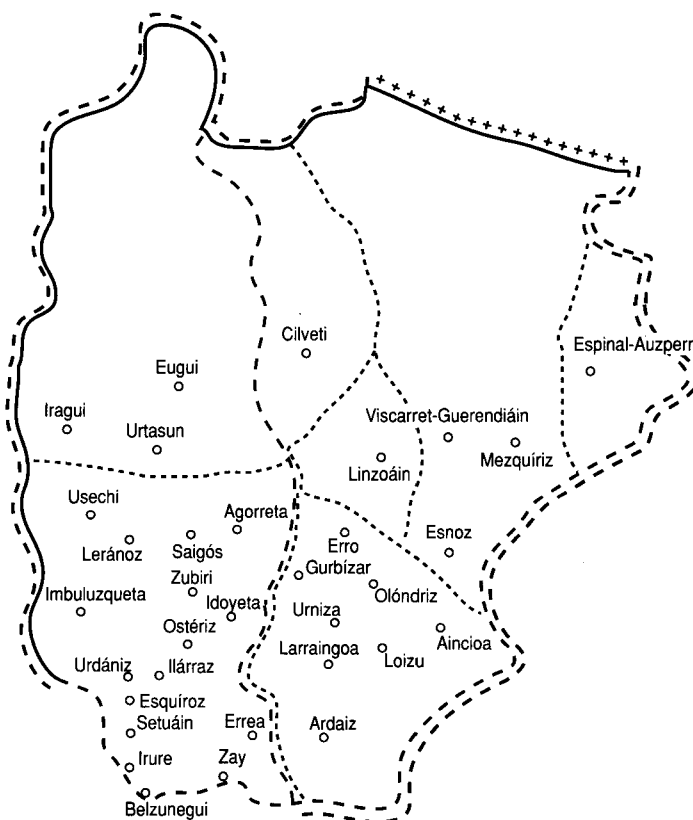 Cilveti
Espinal-Auzperri
Eugui
Iragui
Urtasun
Viscarret-Guerendiáin
Mezquíriz
Linzoáin
Usechi
Agorreta
Leránoz
Saigós
Erro
Esnoz
Gurbízar
Zubiri
Olóndriz
Imbuluzqueta
Idoyeta
Urniza
Ostériz
Aincioa
Larraingoa
Loizu
Urdániz
Ilárraz
Esquíroz
Setuáin
Errea
Ardaiz
Irure
Zay
Belzunegui